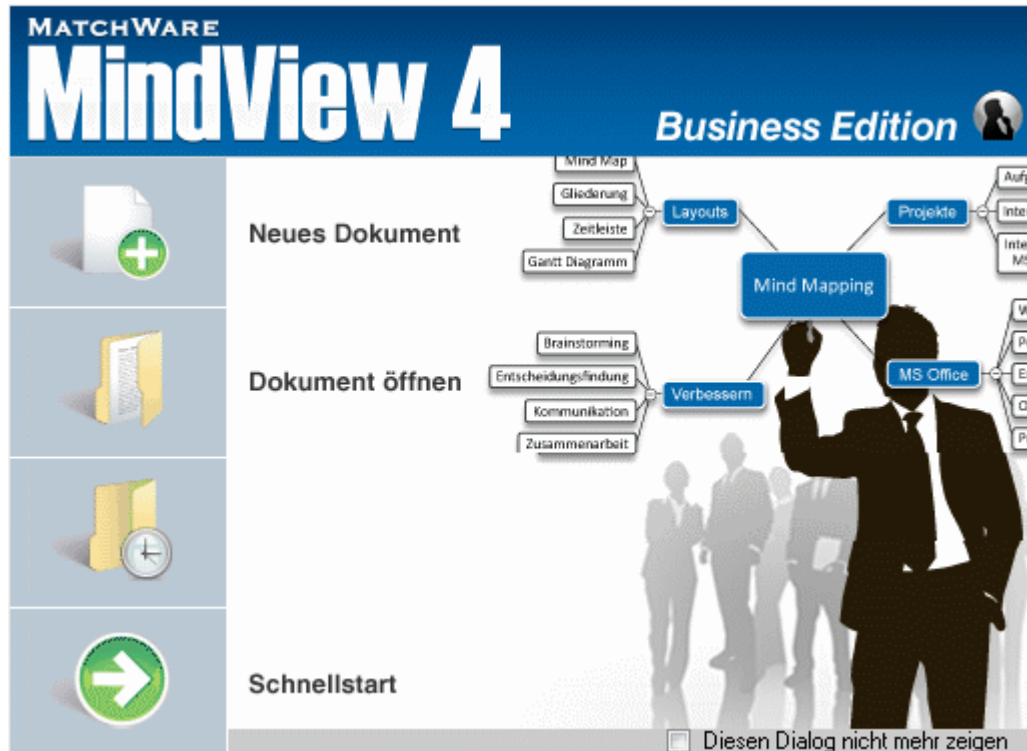 MATCHWARE
MindView 4
Business Edition
Neues Dokument
Dokument öffnen
Schnellstart
Mind Map
Gliederung
Zeitleiste
Gantt Diagramm
Layouts
Projekte
Mind Mapping
Brainstorming
Entscheidungsfindung
Kommunikation
Zusammenarbeit
Verbessern
MS Office
Diesen Dialog nicht mehr zeigen